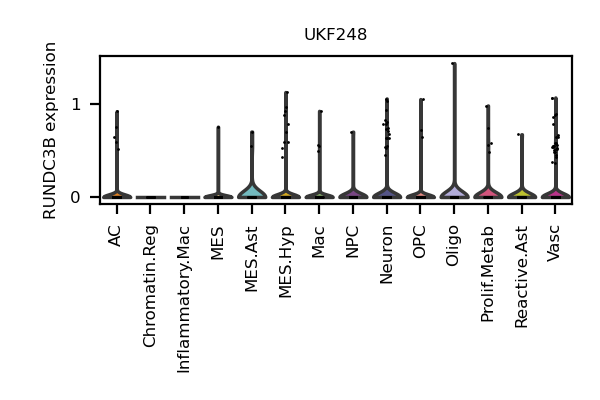 UKF248
RUNDC3B expression
1
0
AC
Chromatin.Reg
Inflammatory.Mac
MES
MES.Ast
MES.Hyp
Mac
NPC
Neuron
OPC
Oligo
Prolif.Metab
Reactive.Ast
Vasc